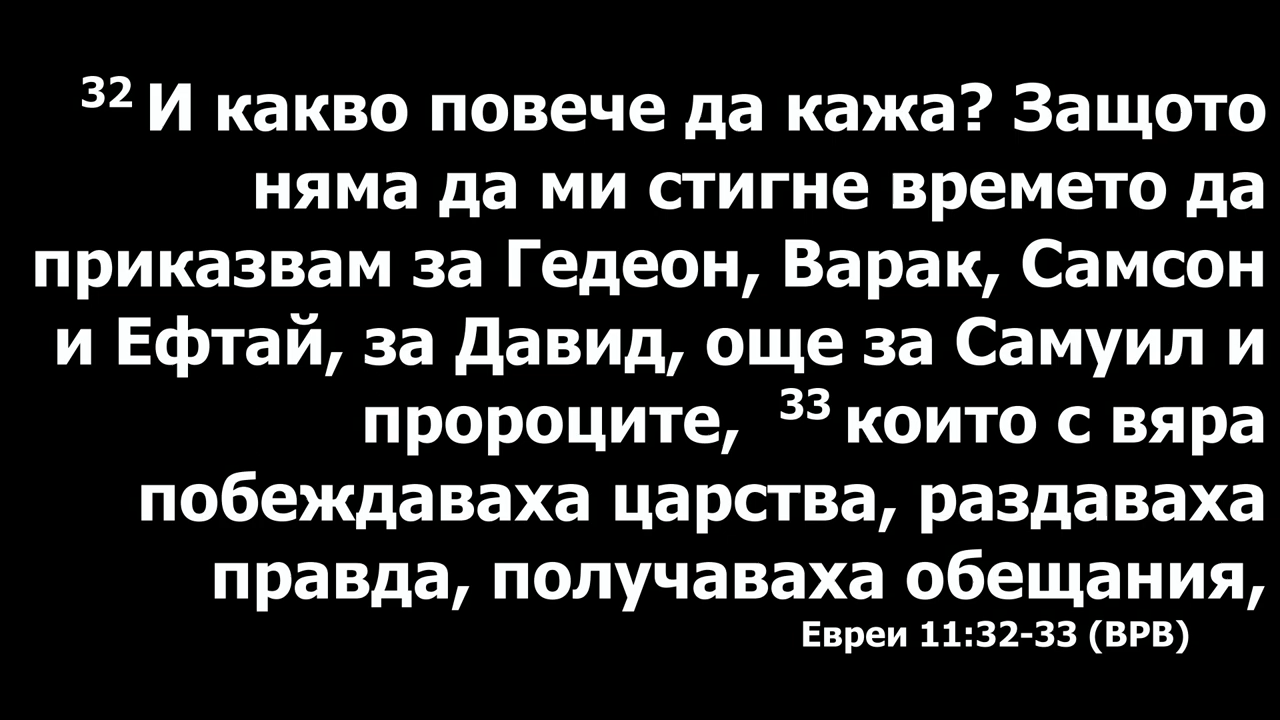 32 И какво повече да кажа? Защото
няма да ми стигне времето да
приказвам за Гедеон, Варак, Самсон
и Ефтай, за Давид, още за Самуил и
пророците, 33 които с вяра
побеждаваха царства, раздаваха
правда, получаваха обещания,
Евреи 11:32-33 (ВРВ)